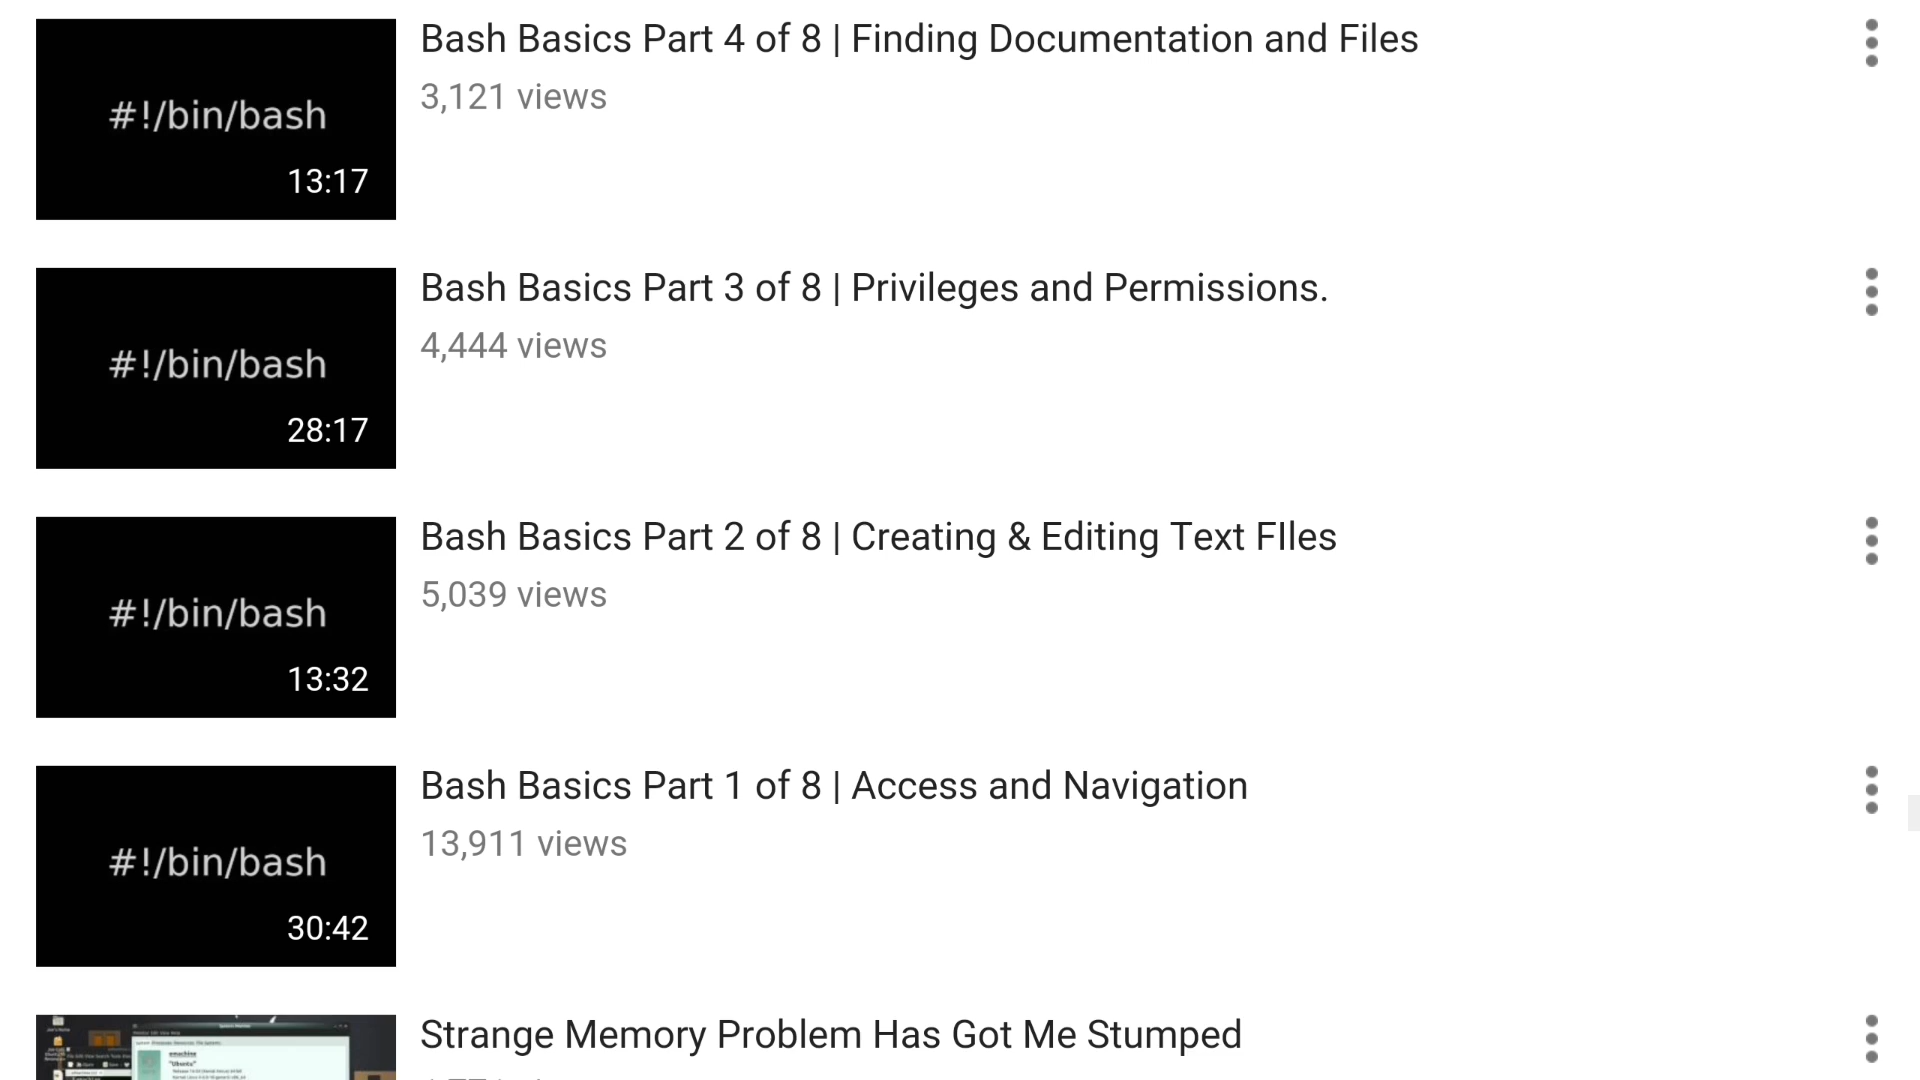 Bash Basics Part 4 of 8 | Finding Documentation and Files
3,121 views
#!/bin/bash
13:17
Bash Basics Part 3 of 8 | Privileges and Permissions.
4,444 views
#!/bin/bash
28:17
Bash Basics Part 2 of 8 | Creating & Editing Text FIles
5,039 views
#!/bin/bash
13:32
Bash Basics Part 1 of 8 | Access and Navigation
13,911 views
#!/bin/bash
30:42
Strange Memory Problem Has Got Me Stumped
emachine
"Ubuntu"